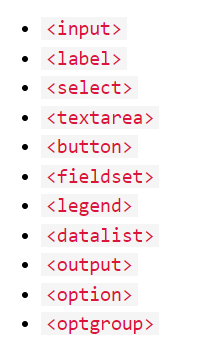 <input>
<label>
<select>
<textarea>
<button>
<fieldset>
<legend>
<datalist>
<output>
<option>
<optgroup>